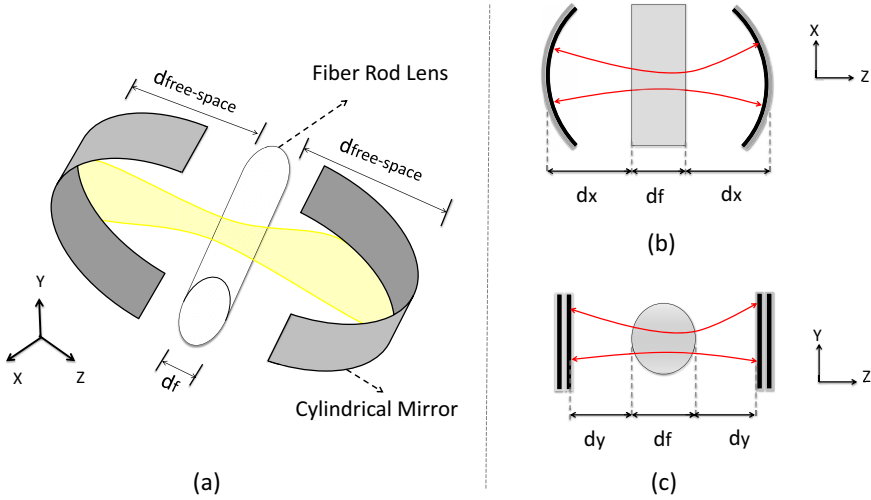 Fiber Rod Lens
dfree-space
dfree-space
Y
X
Z
df
Cylindrical Mirror
(a)
X
Z
dx
df
dx
(b)
Y
Z
dy
df
dy
(c)